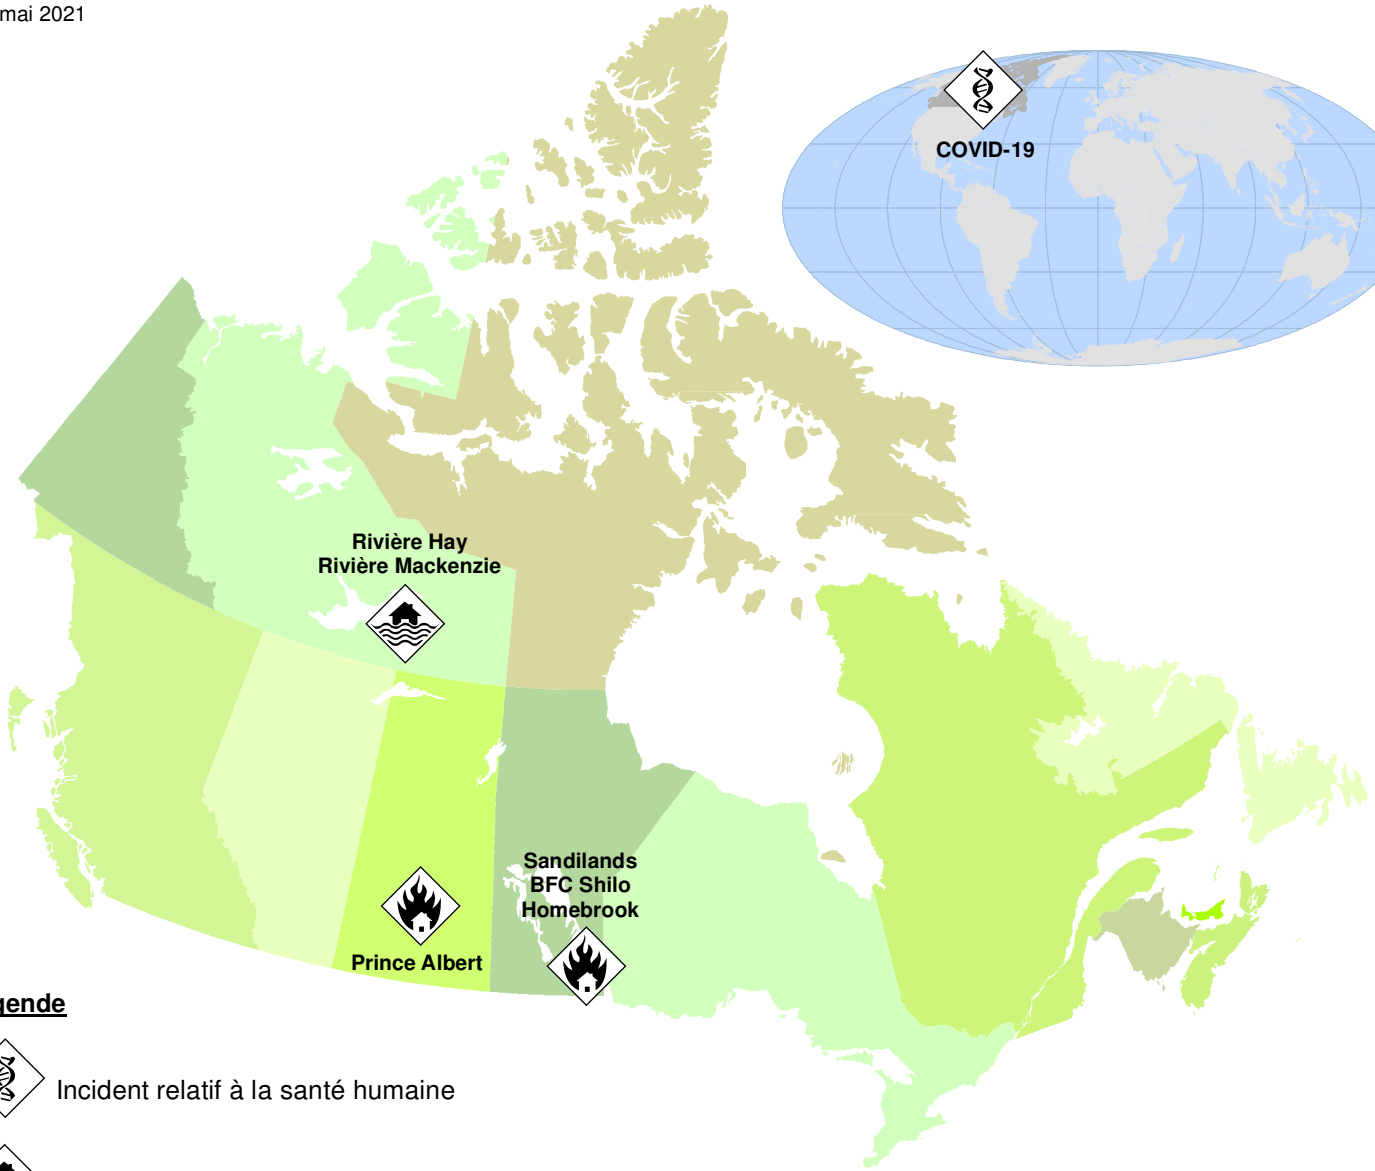 mai 2021
COVID-19
Rivière Hay
Rivière Mackenzie
Sandilands
BFC Shilo
Homebrook
Prince Albert
gende
Incident relatif à la santé humaine